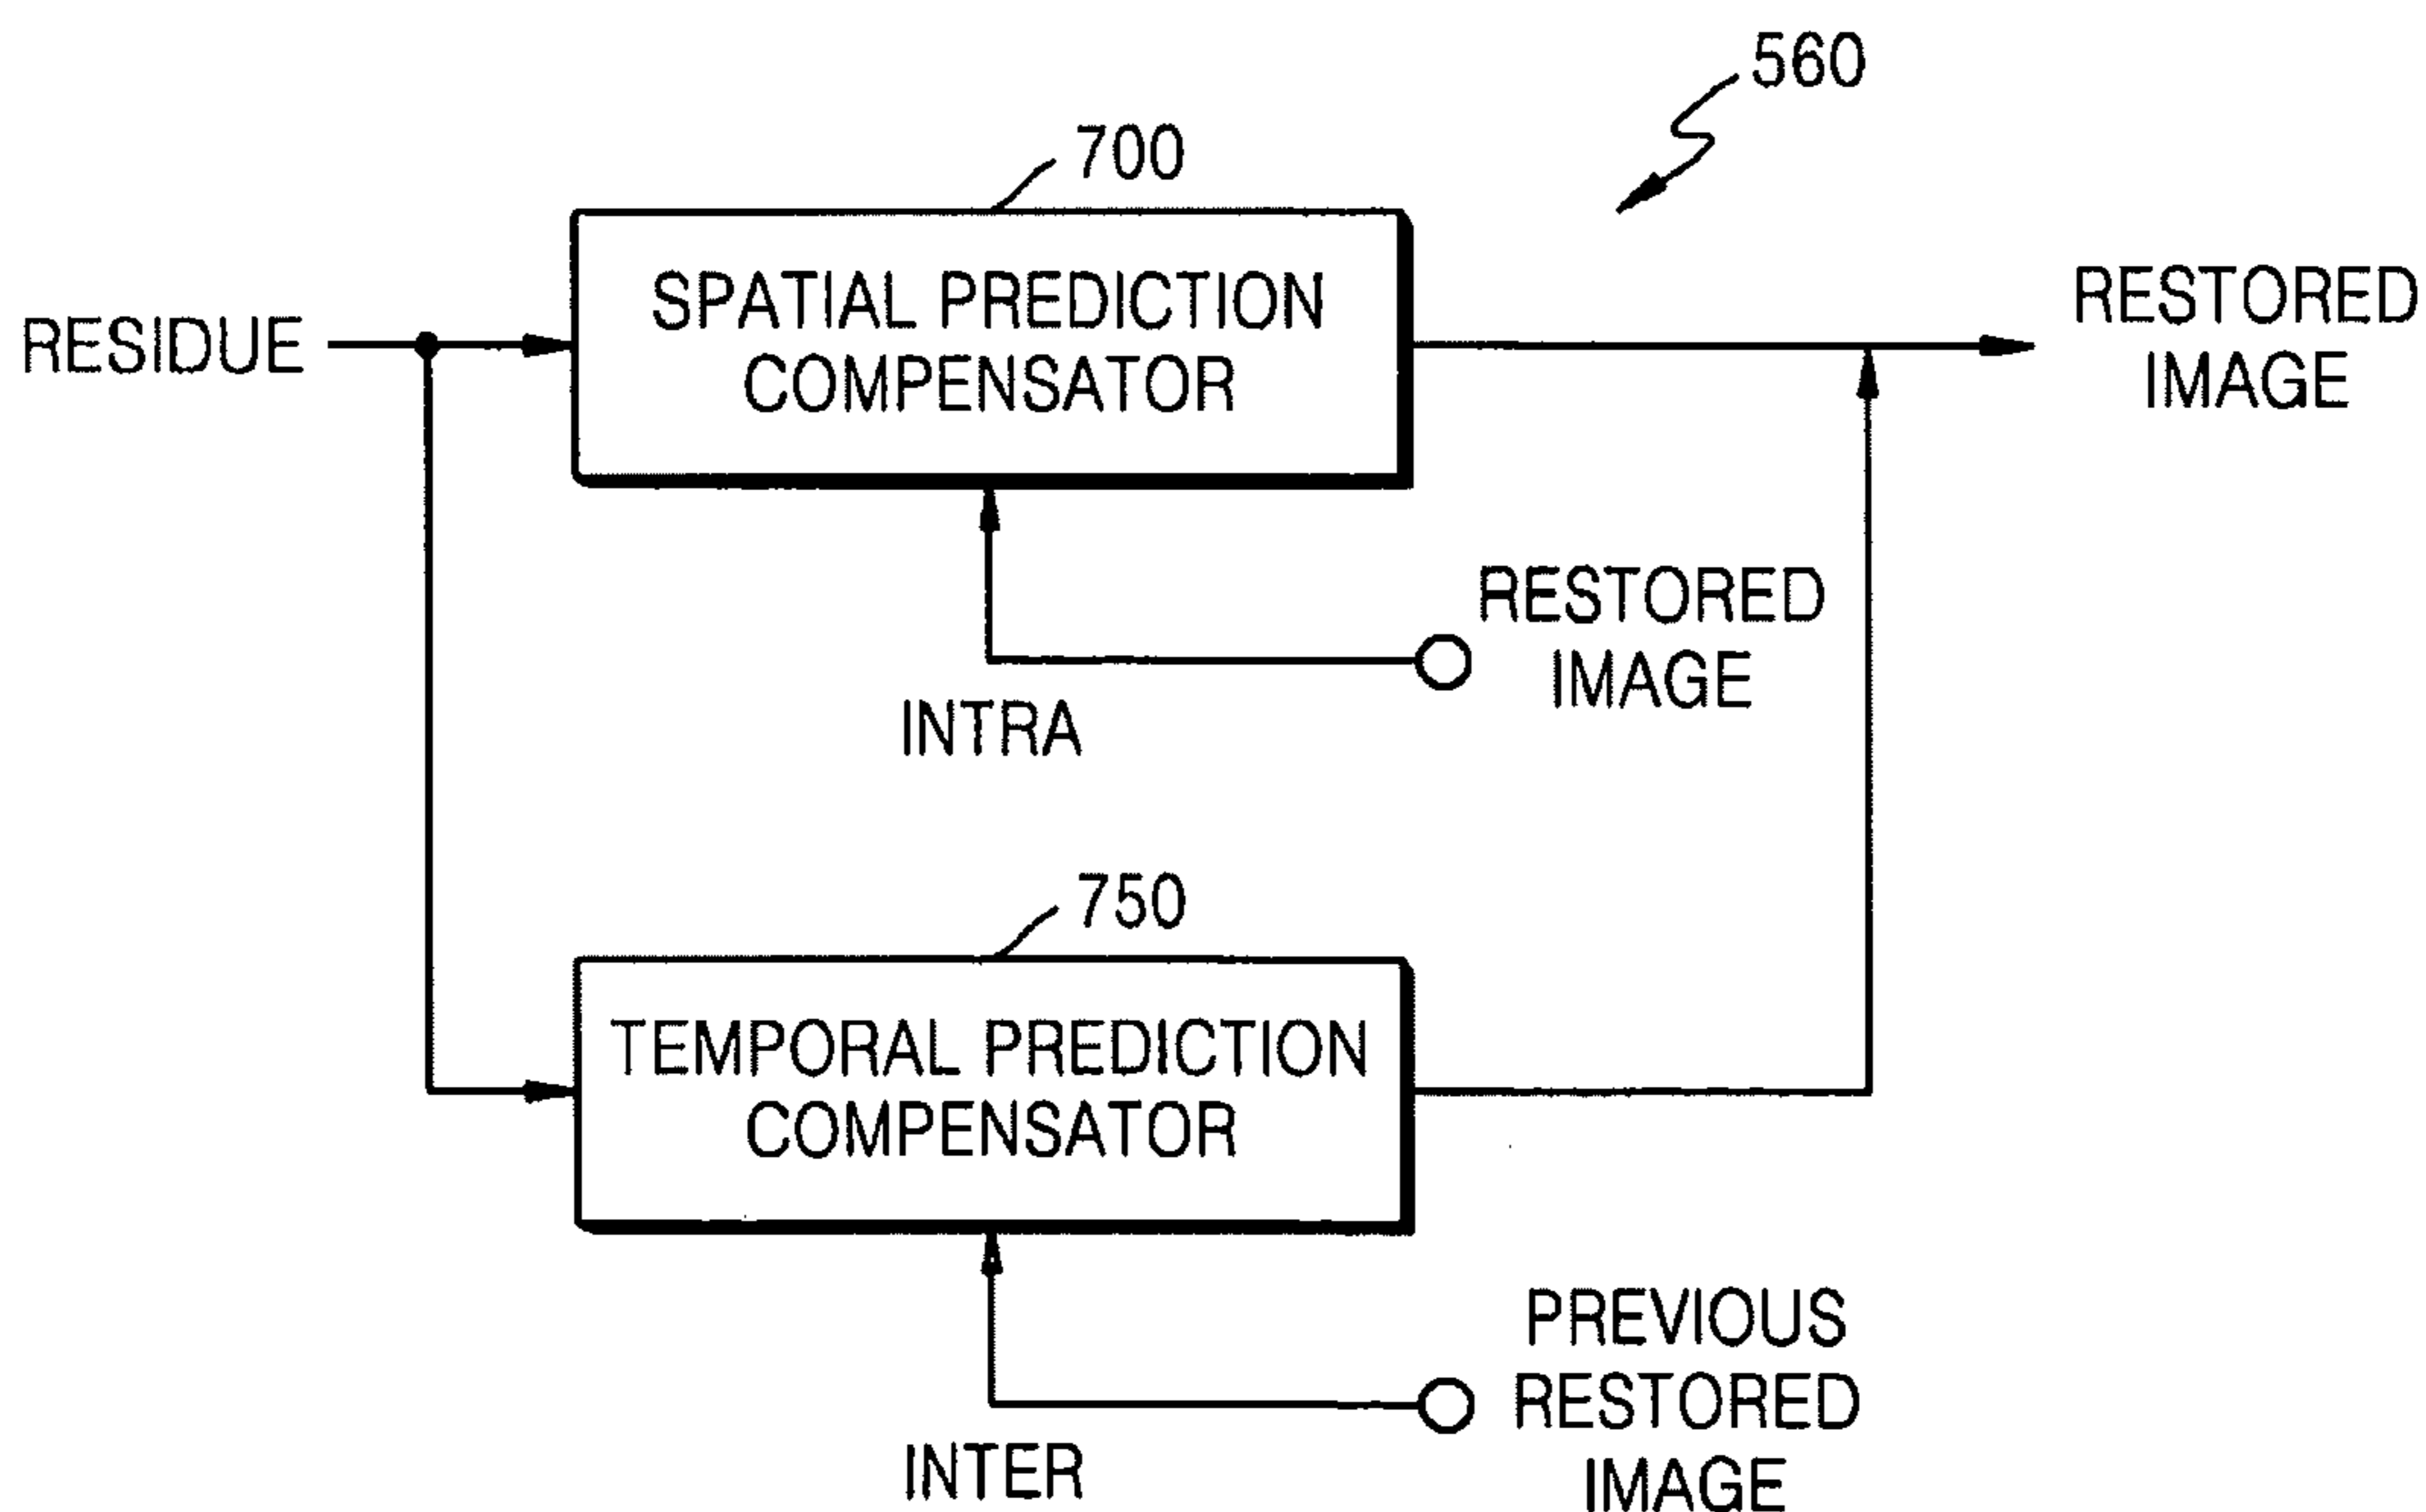 560
700
SPATIAL PREDICTION
COMPENSATOR
RESIDUE
RESTORED
IMAGE
RESTORED
IMAGE
INTRA
750
TEMPORAL PREDICTION
COMPENSATOR
PREVIOUS
RESTORED
IMAGE
INTER